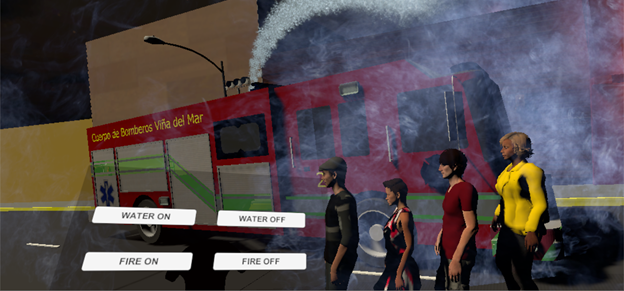 Cuerpo de Bomberos Viña del Mar
WATER ON
WATER OFF
FIRE ON
FIRE OFF